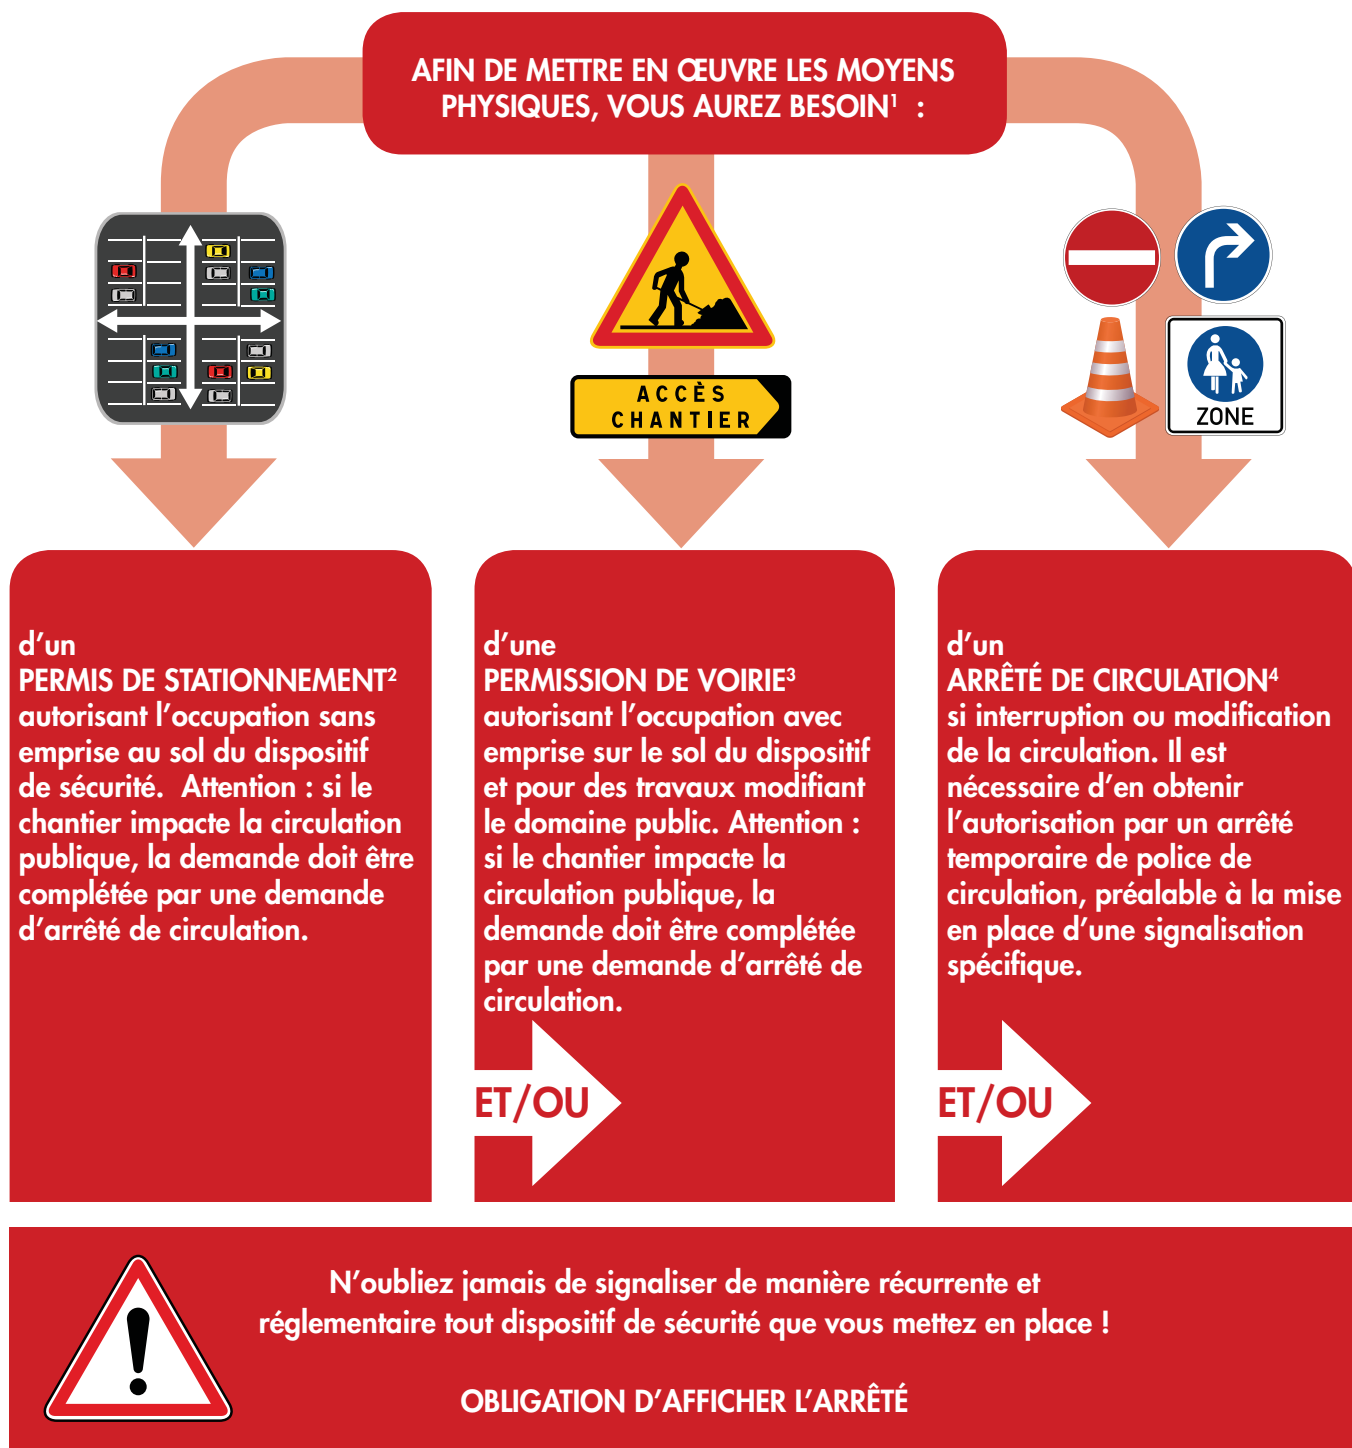 AFIN DE METTRE EN ŒUVRE LES MOYENS
PHYSIQUES, VOUS AUREZ BESOIN¹ :
ACCÈS
CHANTIER
ZONE
d’un
PERMIS DE STATIONNEMENT²
autorisant l’occupation sans
emprise au sol du dispositif
de sécurité. Attention : si le
chantier impacte la circulation
publique, la demande doit être
complétée par une demande
d’arrêté de circulation.
d’une
PERMISSION DE VOIRIE³
autorisant l’occupation avec
emprise sur le sol du dispositif
et pour des travaux modifiant
le domaine public. Attention :
si le chantier impacte la
circulation publique, la
demande doit être complétée
par une demande d’arrêté de
circulation.
ET/OU
d’un
ARRÊTÉ DE CIRCULATION⁴
si interruption ou modification
de la circulation. Il est
nécessaire d’en obtenir
l’autorisation par un arrêté
temporaire de police de
circulation, préalable à la mise
en place d’une signalisation
spécifique.
ET/OU
N’oubliez jamais de signaliser de manière récurrente et
réglementaire tout dispositif de sécurité que vous mettez en place !
OBLIGATION D’AFFICHER L’ARRÊTÉ